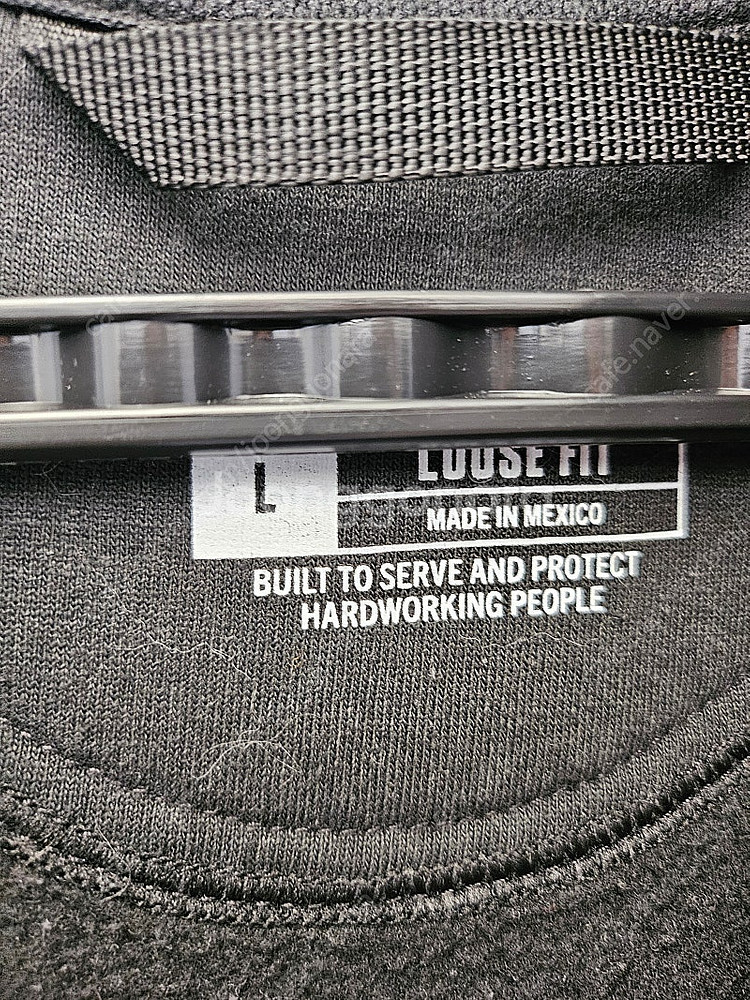 L
LOOSE FIT
MADE IN MEXICO
BUILT TO SERVE AND PROTECT
HARDWORKING PEOPLE